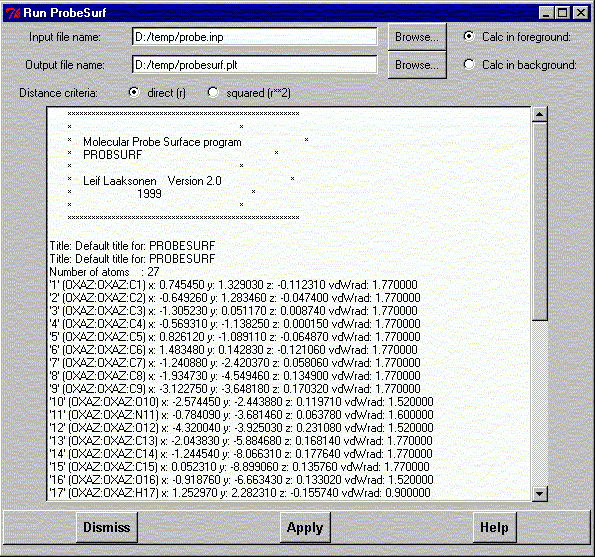 Run ProbeSurf
Input file name: D:/temp/probe.inp Browse... Calc in foreground:
Output file name: D:/temp/probesurf.plt Browse... Calc in background:
Distance criteria: direct (r) squared (r**2)
**************************************************
* *
* Molecular Probe Surface program *
* PROBSURF *
* *
* Leif Laaksonen Version 2.0 *
* 1999 *
* *
**************************************************
Title: Default title for: PROBESURF
Title: Default title for: PROBESURF
Number of atoms : 27
'1' (OXAZ:OXAZ:C1) x: 0.745450 y: 1.329030 z: -0.112310 vdWrad: 1.770000
'2' (OXAZ:OXAZ:C2) x: -0.649260 y: 1.283460 z: -0.047400 vdWrad: 1.770000
'3' (OXAZ:OXAZ:C3) x: -1.305230 y: 0.051170 z: 0.008740 vdWrad: 1.770000
'4' (OXAZ:OXAZ:C4) x: -0.569310 y: -1.138250 z: 0.000150 vdWrad: 1.770000
'5' (OXAZ:OXAZ:C5) x: 0.826120 y: -1.089110 z: -0.064870 vdWrad: 1.770000
'6' (OXAZ:OXAZ:C6) x: 1.483480 y: 0.142830 z: -0.121060 vdWrad: 1.770000
'7' (OXAZ:OXAZ:C7) x: -1.240880 y: -2.420370 z: 0.058060 vdWrad: 1.770000
'8' (OXAZ:OXAZ:C8) x: -1.934730 y: -4.549460 z: 0.134900 vdWrad: 1.770000
'9' (OXAZ:OXAZ:C9) x: -3.122750 y: -3.648180 z: 0.170320 vdWrad: 1.770000
'10' (OXAZ:OXAZ:O10) x: -2.574450 y: -2.443880 z: 0.119710 vdWrad: 1.520000
'11' (OXAZ:OXAZ:N11) x: -0.784090 y: -3.681460 z: 0.063780 vdWrad: 1.600000
'12' (OXAZ:OXAZ:O12) x: -4.320040 y: -3.925030 z: 0.231080 vdWrad: 1.520000
'13' (OXAZ:OXAZ:C13) x: -2.043830 y: -5.884680 z: 0.168140 vdWrad: 1.770000
'14' (OXAZ:OXAZ:C14) x: -1.244540 y: -8.066310 z: 0.177640 vdWrad: 1.770000
'15' (OXAZ:OXAZ:C15) x: 0.052310 y: -8.899060 z: 0.135760 vdWrad: 1.770000
'16' (OXAZ:OXAZ:O16) x: -0.918760 y: -6.663430 z: 0.133020 vdWrad: 1.520000
'17' (OXAZ:OXAZ:H17) x: 1.252970 y: 2.282310 z: -0.155740 vdWrad: 0.900000
Dismiss Apply Help